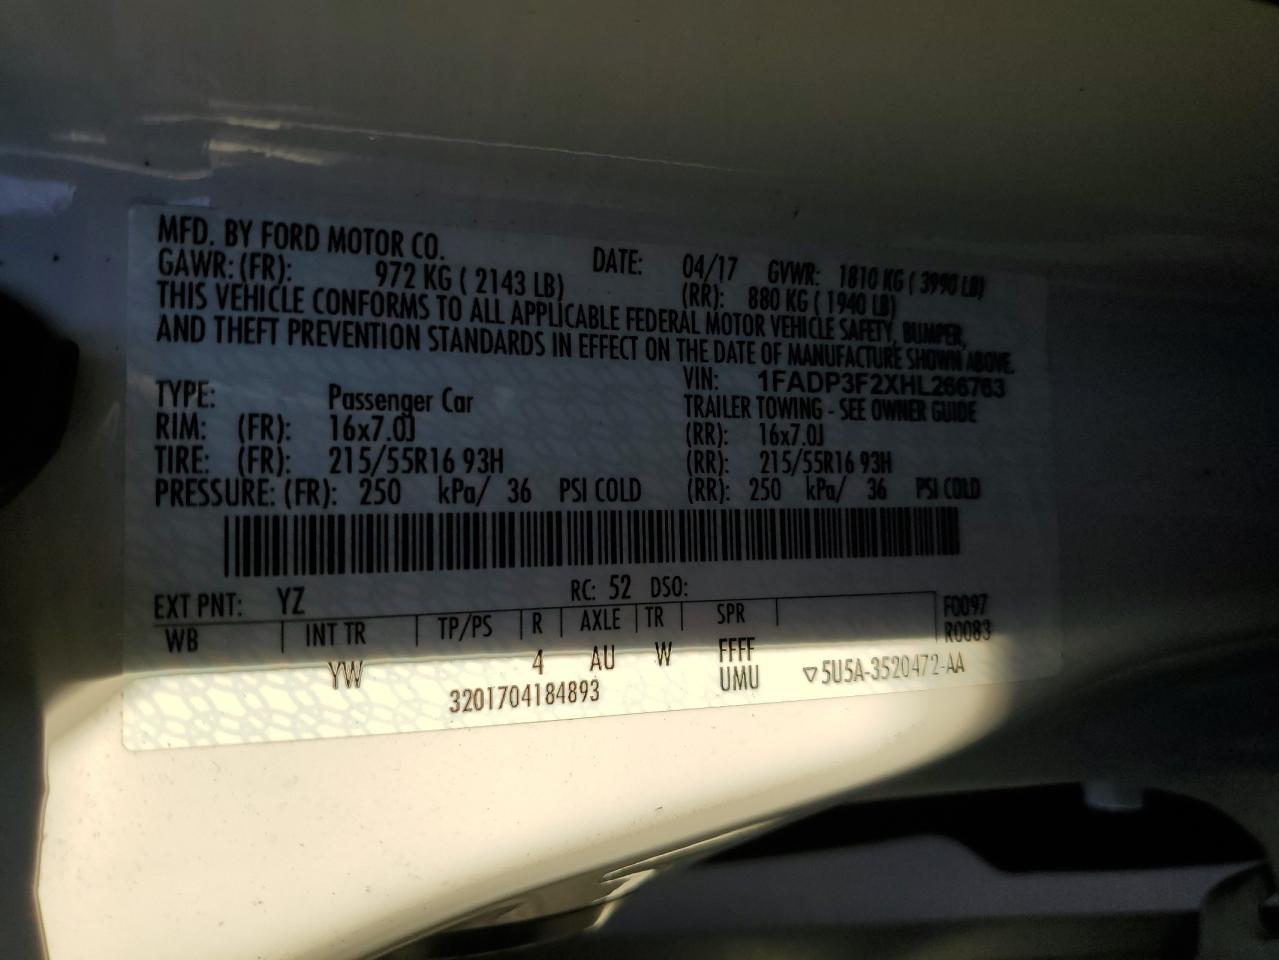 MFD. BY FORD MOTOR CO.
DATE: 04/17 GVWR: 1810 KG ( 3990 LB)
GAWR: (FR): 972 KG ( 2143 LB) (RR): 880 KG ( 1940 LB)
THIS VEHICLE CONFORMS TO ALL APPLICABLE FEDERAL MOTOR VEHICLE SAFETY, BUMPER,
AND THEFT PREVENTION STANDARDS IN EFFECT ON THE DATE OF MANUFACTURE SHOWN ABOVE.
VIN: 1FADP3F2XHL266763
TYPE: Passenger Car TRAILER TOWING - SEE OWNER GUIDE
RIM: (FR): 16x7.0J (RR): 16x7.0J
TIRE: (FR): 215/55R16 93H (RR): 215/55R16 93H
PRESSURE: (FR): 250 kPa/ 36 PSI COLD (RR): 250 kPa/ 36 PSI COLD
EXT PNT: YZ RC: 52 DSO:
WB INT TR TP/PS R AXLE TR SPR F0097
R0083
YW 4 AU W FFFF
UMU ▽5U5A-3520472-AA
3201704184893